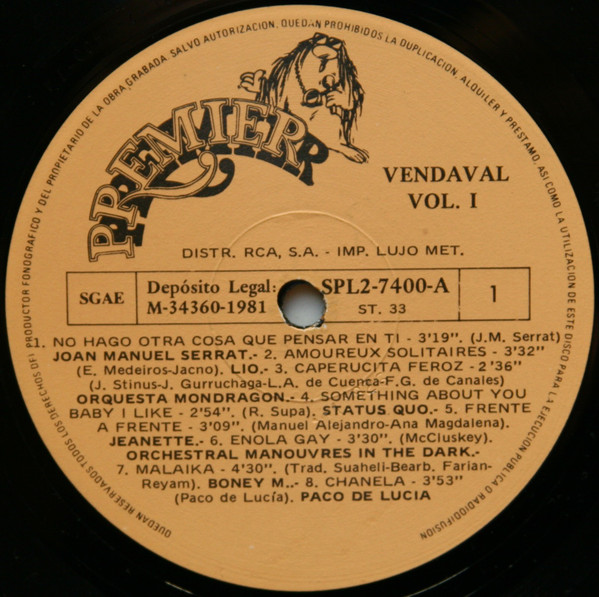 QUEDAN RESERVADOS TODOS LOS DERECHOS DEL PRODUCTOR FONOGRAFICO Y DEL PROPIETARIO DE LA OBRA GRABADA. SALVO AUTORIZACION, QUEDAN PROHIBIDOS LA DUPLICACION, ALQUILER Y PRESTAMO, ASI COMO LA UTILIZACION DE ESTE DISCO PARA LA EJECUCION PUBLICA O RADIODIFUSION
PREMIER
VENDAVAL
VOL. I
DISTR. RCA, S.A. - IMP. LUJO MET.
SGAE
Depósito Legal:
M-34360-1981
SPL2-7400-A
ST. 33
1
1. NO HAGO OTRA COSA QUE PENSAR EN TI - 3'19". (J.M. Serrat)
JOAN MANUEL SERRAT.- 2. AMOUREUX SOLITAIRES - 3'32"
(E. Medeiros-Jacno). LIO.- 3. CAPERUCITA FEROZ - 2'36"
(J. Stinus-J. Gurruchaga-L.A. de Cuenca-F.G. de Canales)
ORQUESTA MONDRAGON.- 4. SOMETHING ABOUT YOU
BABY I LIKE - 2'54". (R. Supa). STATUS QUO.- 5. FRENTE
A FRENTE - 3'09". (Manuel Alejandro-Ana Magdalena).
JEANETTE.- 6. ENOLA GAY - 3'30". (McCluskey).
ORCHESTRAL MANOUVRES IN THE DARK.-
7. MALAIKA - 4'30". (Trad. Suaheli-Bearb. Farian-
Reyam). BONEY M..- 8. CHANELA - 3'53"
(Paco de Lucía). PACO DE LUCIA